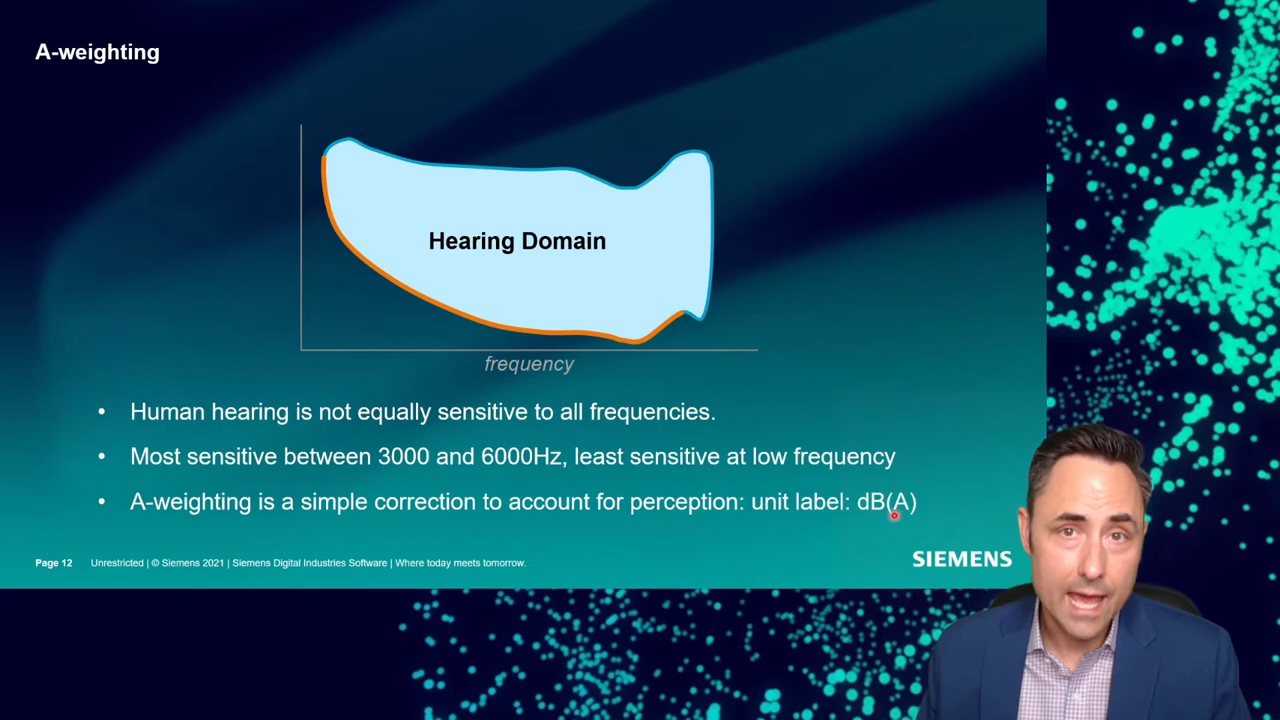 A-weighting
Hearing Domain
frequency
• Human hearing is not equally sensitive to all frequencies.
• Most sensitive between 3000 and 6000Hz, least sensitive at low frequency
• A-weighting is a simple correction to account for perception: unit label: dB(A)
Page 12 Unrestricted | © Siemens 2021 | Siemens Digital Industries Software | Where today meets tomorrow.
SIEMENS